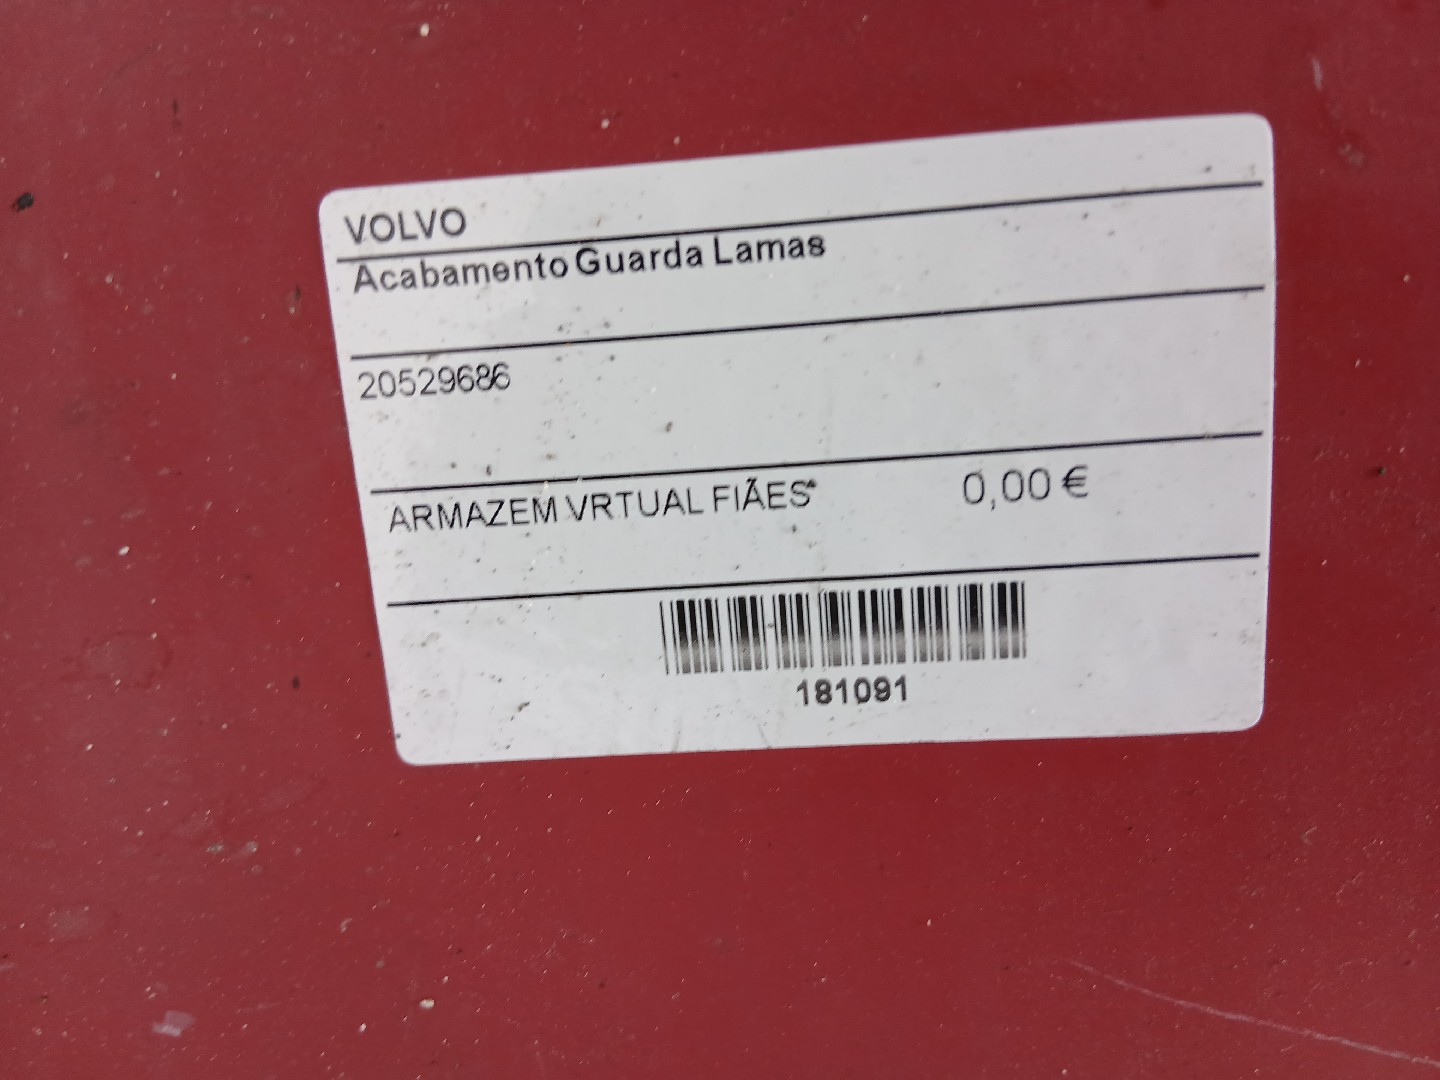 VOLVO
Acabamento Guarda Lamas
20529686
ARMAZEM VRTUAL FIÃES* 0,00 €
181091